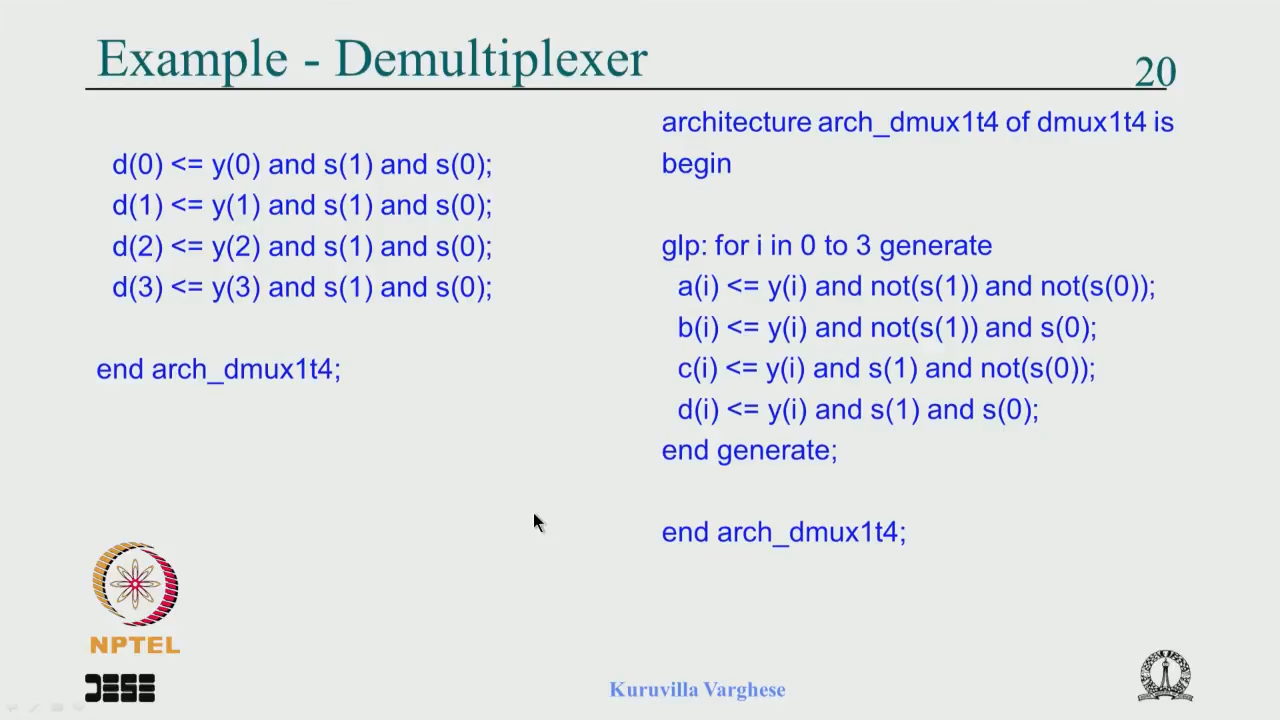 Example - Demultiplexer
20
d(0) <= y(0) and s(1) and s(0);
d(1) <= y(1) and s(1) and s(0);
d(2) <= y(2) and s(1) and s(0);
d(3) <= y(3) and s(1) and s(0);
end arch_dmux1t4;
architecture arch_dmux1t4 of dmux1t4 is
begin
glp: for i in 0 to 3 generate
a(i) <= y(i) and not(s(1)) and not(s(0));
b(i) <= y(i) and not(s(1)) and s(0);
c(i) <= y(i) and s(1) and not(s(0));
d(i) <= y(i) and s(1) and s(0);
end generate;
end arch_dmux1t4;
NPTEL
DESE
Kuruvilla Varghese